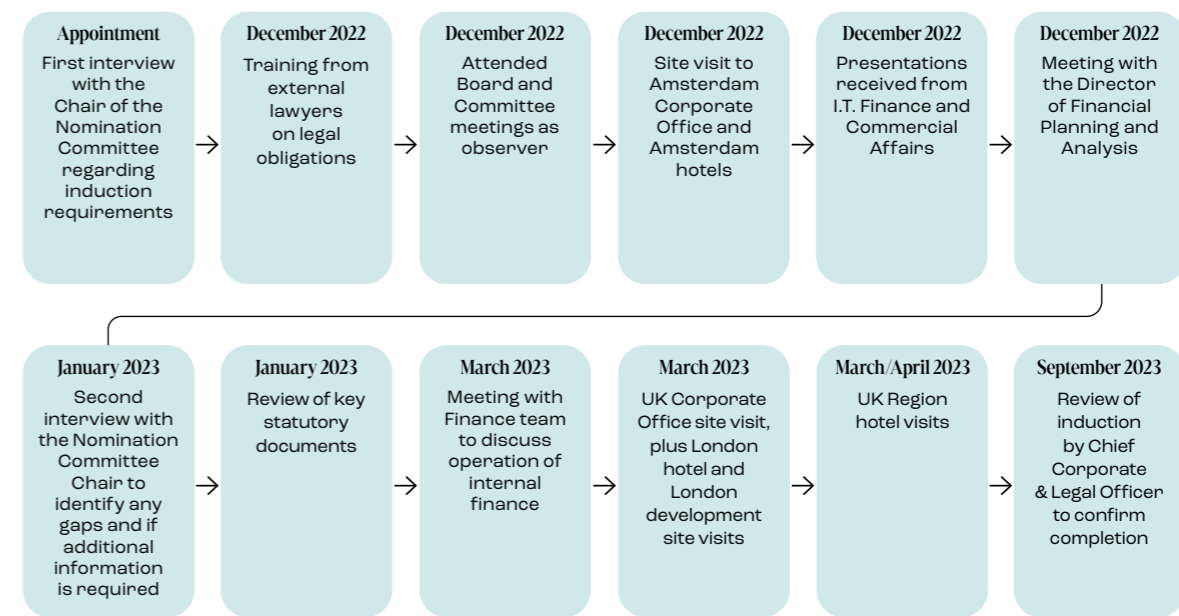 Appointment
First interview
with the
Chair of the
Nomination
Committee
regarding
induction
requirements
December 2022
Training from
external
lawyers
on legal
obligations
December 2022
Attended
Board and
Committee
meetings as
observer
December 2022
Site visit to
Amsterdam
Corporate
Office and
Amsterdam
hotels
December 2022
Presentations
received from
I.T. Finance and
Commercial
Affairs
December 2022
Meeting with
the Director
of Financial
Planning and
Analysis
January 2023
Second
interview with
the Nomination
Committee
Chair to
identify any
gaps and if
additional
information
is required
January 2023
Review of key
statutory
documents
March 2023
Meeting with
Finance team
to discuss
operation of
internal
finance
March 2023
UK Corporate
Office site visit,
plus London
hotel and
London
development
site visits
March/April 2023
UK Region
hotel visits
September 2023
Review of
induction
by Chief
Corporate
& Legal Officer
to confirm
completion